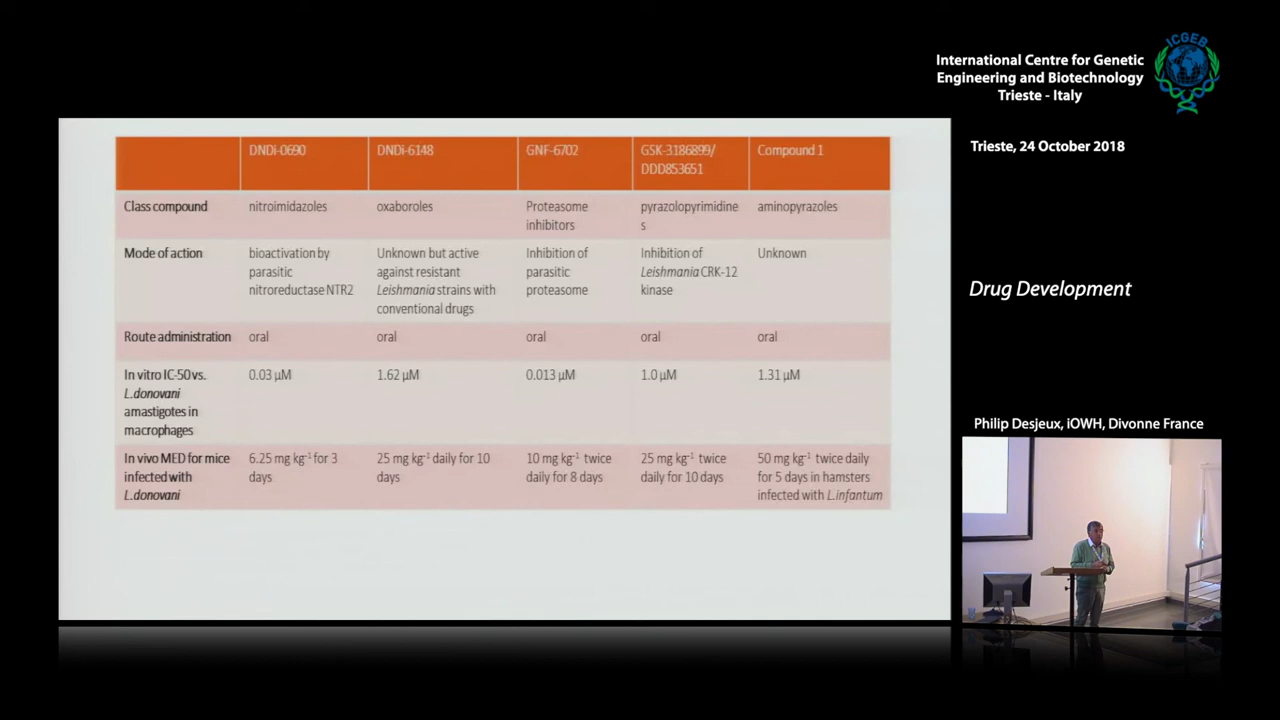 ICGEB
International Centre for Genetic
Engineering and Biotechnology
Trieste - Italy
Trieste, 24 October 2018
Drug Development
Philip Desjeux, iOWH, Divonne France
DNDi-0690
DNDi-6148
GNF-6702
GSK-3186899/
DDD853651
Compound 1
Class compound
nitroimidazoles
oxaboroles
Proteasome
inhibitors
pyrazolopyrimidine
s
aminopyrazoles
Mode of action
bioactivation by
parasitic
nitroreductase NTR2
Unknown but active
against resistant
Leishmania strains with
conventional drugs
Inhibition of
parasitic
proteasome
Inhibition of
Leishmania CRK-12
kinase
Unknown
Route administration
oral
oral
oral
oral
oral
In vitro IC-50 vs.
L.donovani
amastigotes in
macrophages
0.03 µM
1.62 µM
0.013 µM
1.0 µM
1.31 µM
In vivo MED for mice
infected with
L.donovani
6.25 mg kg⁻¹ for 3
days
25 mg kg⁻¹ daily for 10
days
10 mg kg⁻¹ twice
daily for 8 days
25 mg kg⁻¹ twice
daily for 10 days
50 mg kg⁻¹ twice daily
for 5 days in hamsters
infected with L.infantum